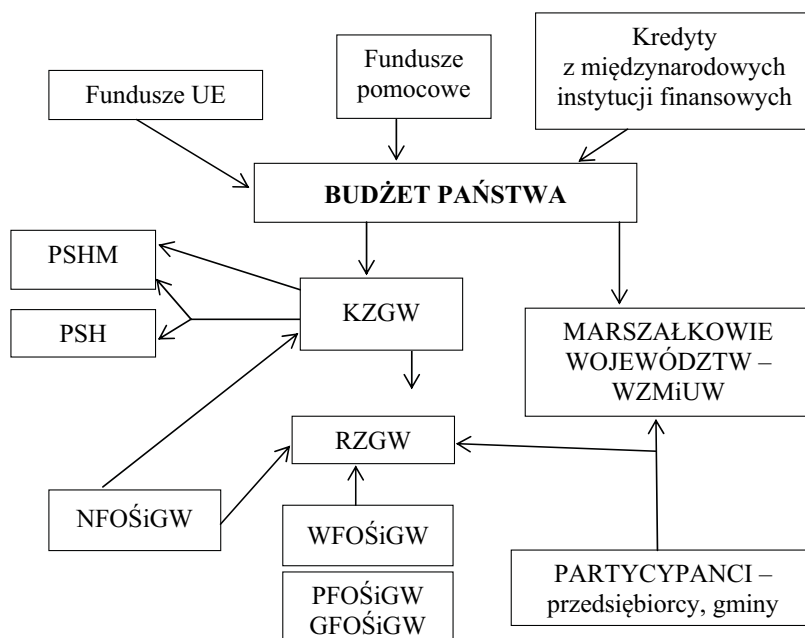 Fundusze UE
Fundusze
pomocowe
Kredyty
z międzynarodowych
instytucji finansowych
BUDŻET PAŃSTWA
PSHM
PSH
KZGW
MARSZAŁKOWIE
WOJEWÓDZTW –
WZMiUW
RZGW
NFOŚiGW
WFOŚiGW
PFOŚiGW
GFOŚiGW
PARTYCYPANCI –
przedsiębiorcy, gminy